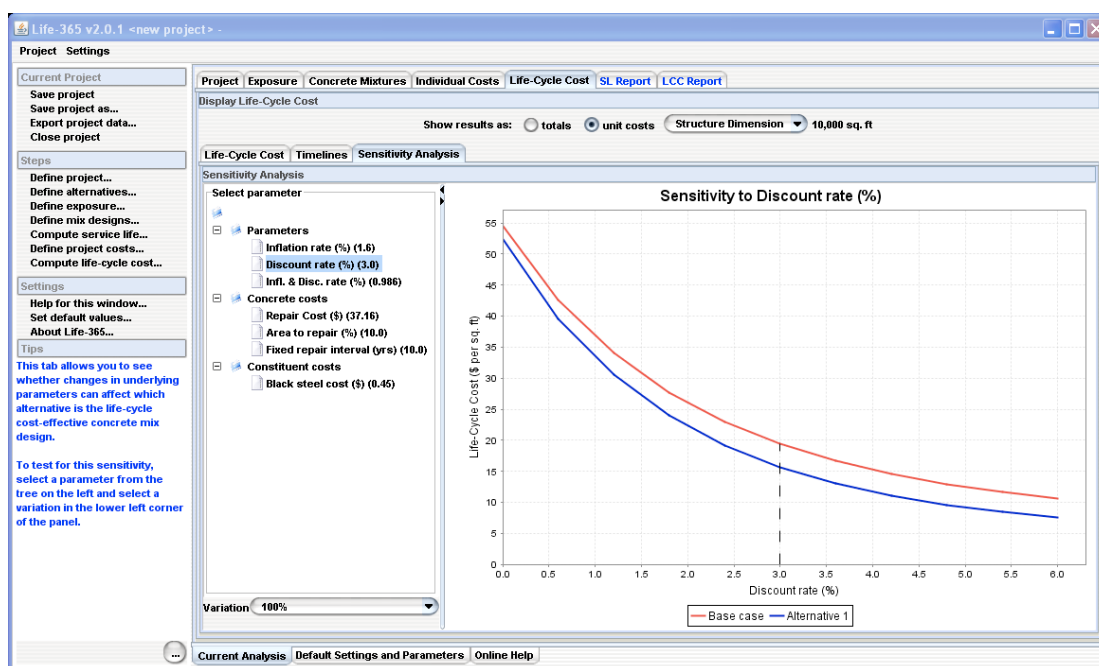 Life-365 v2.0.1 <new project> -
Project Settings
Current Project
Save project
Save project as...
Export project data...
Close project
Steps
Define project...
Define alternatives...
Define exposure...
Define mix designs...
Compute service life...
Define project costs...
Compute life-cycle cost...
Settings
Help for this window...
Set default values...
About Life-365...
Tips
This tab allows you to see
whether changes in underlying
parameters can affect which
alternative is the life-cycle
cost-effective concrete mix
design.
To test for this sensitivity,
select a parameter from the
tree on the left and select a
variation in the lower left corner
of the panel.
...
Project Exposure Concrete Mixtures Individual Costs Life-Cycle Cost SL Report LCC Report
Display Life-Cycle Cost
Show results as: totals unit costs Structure Dimension 10,000 sq. ft
Life-Cycle Cost Timelines Sensitivity Analysis
Sensitivity Analysis
Select parameter
Parameters
Inflation rate (%) (1.6)
Discount rate (%) (3.0)
Infl. & Disc. rate (%) (0.986)
Concrete costs
Repair Cost ($) (37.16)
Area to repair (%) (10.0)
Fixed repair interval (yrs) (10.0)
Constituent costs
Black steel cost ($) (0.45)
Variation 100%
Sensitivity to Discount rate (%)
Life-Cycle Cost ($ per sq. ft)
55
50
45
40
35
30
25
20
15
10
5
0
0.0 0.5 1.0 1.5 2.0 2.5 3.0 3.5 4.0 4.5 5.0 5.5 6.0
Discount rate (%)
Base case Alternative 1
Current Analysis Default Settings and Parameters Online Help